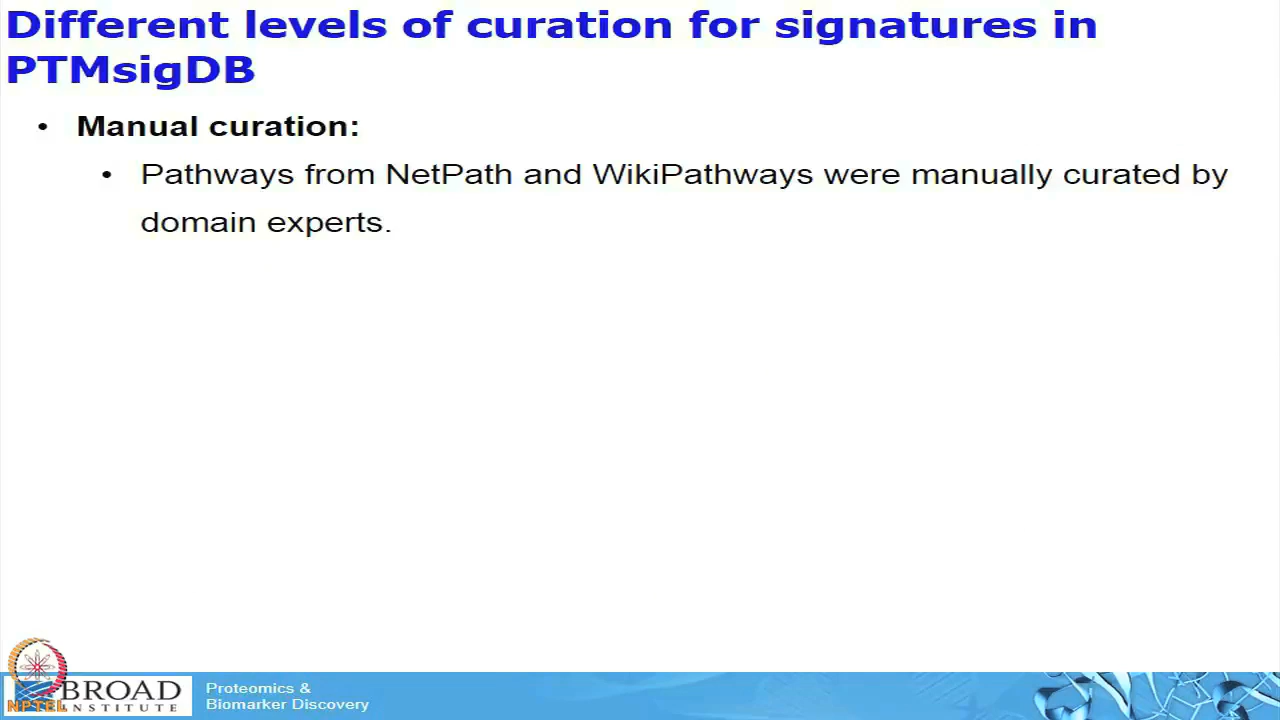 Different levels of curation for signatures in
PTMsigDB
• Manual curation:
• Pathways from NetPath and WikiPathways were manually curated by
domain experts.
BROAD
INSTITUTE
NPTEL
Proteomics &
Biomarker Discovery